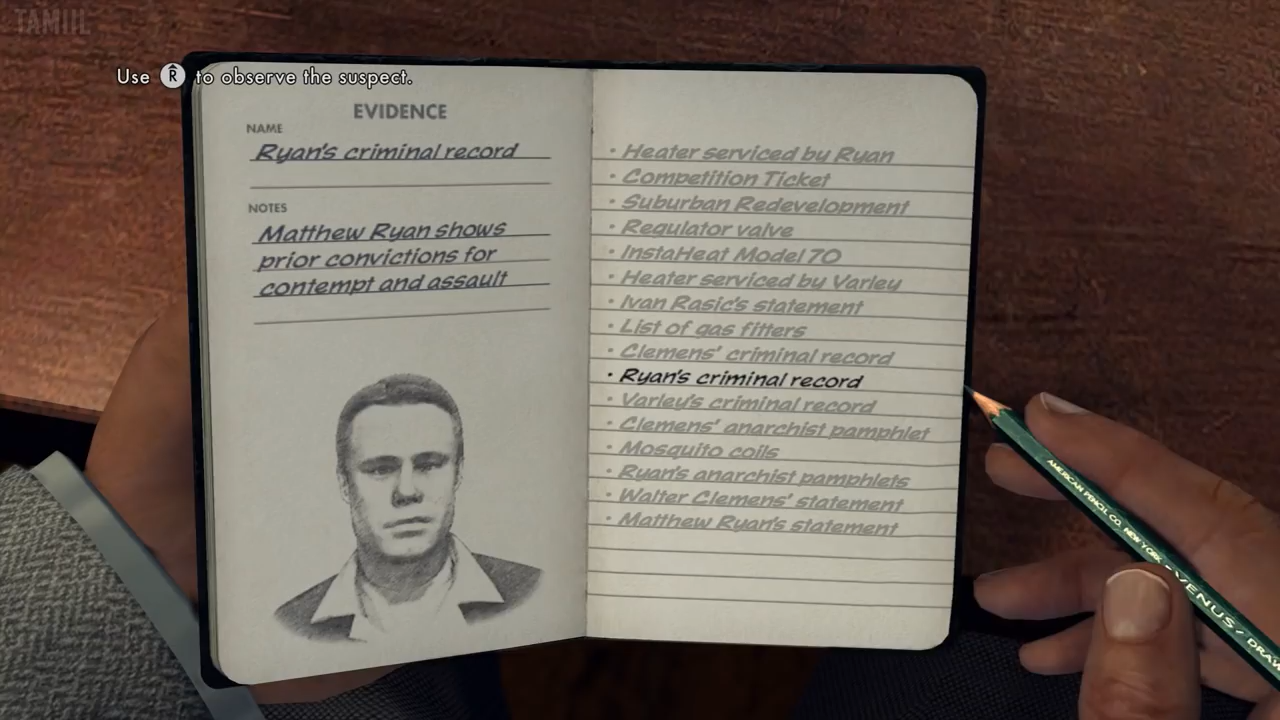 TAMIIL
Use R to observe the suspect.
EVIDENCE
NAME
Ryan's criminal record
NOTES
Matthew Ryan shows
prior convictions for
contempt and assault
• Heater serviced by Ryan
• Competition Ticket
• Suburban Redevelopment
• Regulator valve
• InstaHeat Model 70
• Heater serviced by Varley
• Ivan Rasic's statement
• List of gas fitters
• Clemens' criminal record
• Ryan's criminal record
• Varley's criminal record
• Clemens' anarchist pamphlet
• Mosquito coils
• Ryan's anarchist pamphlets
• Walter Clemens' statement
• Matthew Ryan's statement
AMERICAN PENCIL CO. NEW YORK VENUS / DRAW